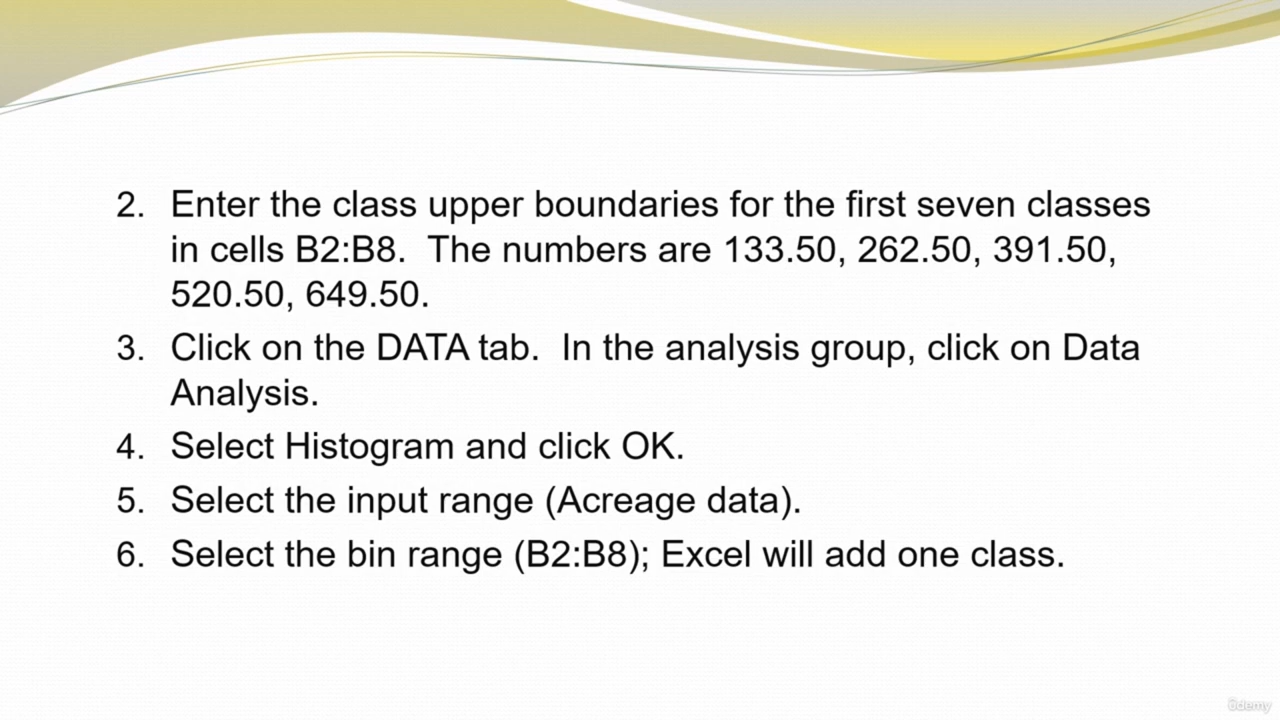 2. Enter the class upper boundaries for the first seven classes
in cells B2:B8.  The numbers are 133.50, 262.50, 391.50,
520.50, 649.50.
3. Click on the DATA tab.  In the analysis group, click on Data
Analysis.
4. Select Histogram and click OK.
5. Select the input range (Acreage data).
6. Select the bin range (B2:B8); Excel will add one class.
ûdemy